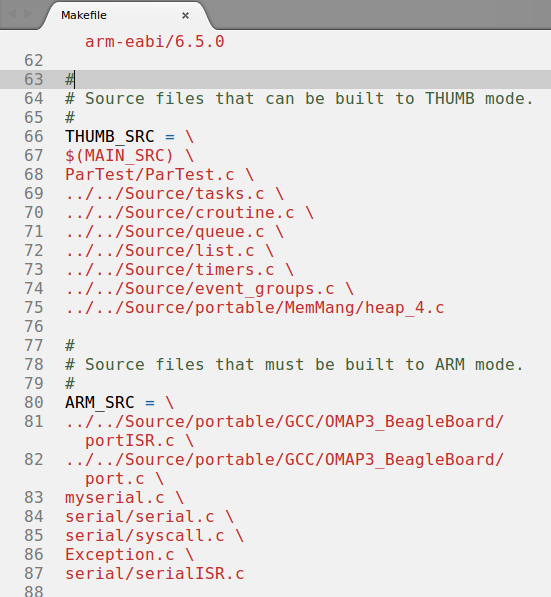 Makefile ×
arm-eabi/6.5.0
62
63 #
64 # Source files that can be built to THUMB mode.
65 #
66 THUMB_SRC = \
67 $(MAIN_SRC) \
68 ParTest/ParTest.c \
69 ../../Source/tasks.c \
70 ../../Source/croutine.c \
71 ../../Source/queue.c \
72 ../../Source/list.c \
73 ../../Source/timers.c \
74 ../../Source/event_groups.c \
75 ../../Source/portable/MemMang/heap_4.c
76
77 #
78 # Source files that must be built to ARM mode.
79 #
80 ARM_SRC = \
81 ../../Source/portable/GCC/OMAP3_BeagleBoard/
portISR.c \
82 ../../Source/portable/GCC/OMAP3_BeagleBoard/
port.c \
83 myserial.c \
84 serial/serial.c \
85 serial/syscall.c \
86 Exception.c \
87 serial/serialISR.c
88